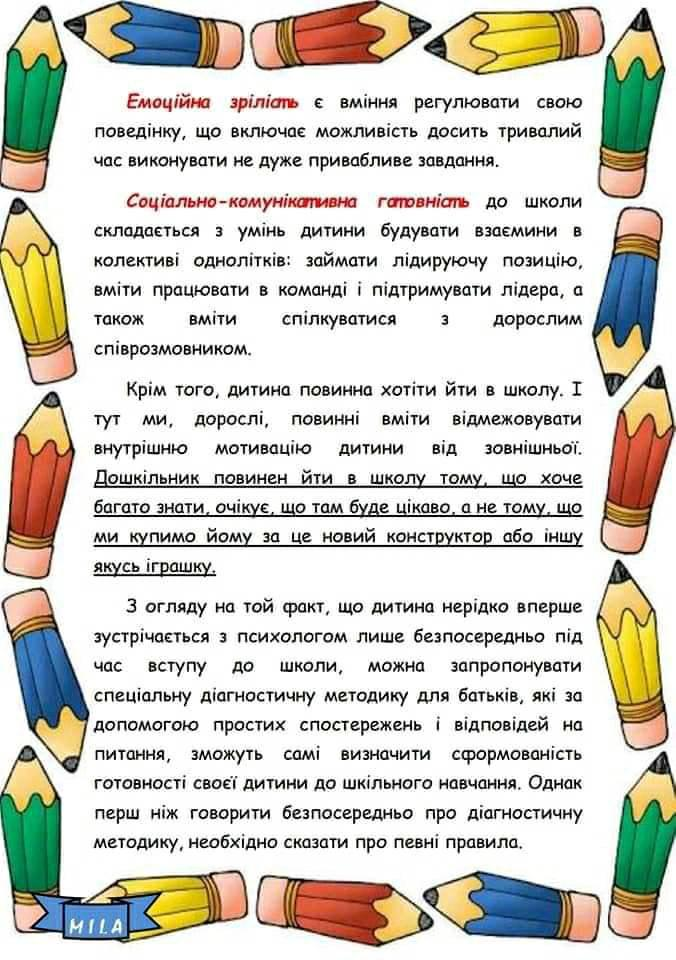 Емоційна зрілість є вміння регулювати свою
поведінку, що включає можливість досить тривалий
час виконувати не дуже привабливе завдання.
Соціально-комунікативна готовність до школи
складається з умінь дитини будувати взаємини в
колективі однолітків: займати лідируючу позицію,
вміти працювати в команді і підтримувати лідера, а
також вміти спілкуватися з дорослим
співрозмовником.
Крім того, дитина повинна хотіти йти в школу. І
тут ми, дорослі, повинні вміти відмежовувати
внутрішню мотивацію дитини від зовнішньої.
Дошкільник повинен йти в школу тому, що хоче
багато знати, очікує, що там буде цікаво, а не тому, що
ми купимо йому за це новий конструктор або іншу
якусь іграшку.
З огляду на той факт, що дитина нерідко вперше
зустрічається з психологом лише безпосередньо під
час вступу до школи, можна запропонувати
спеціальну діагностичну методику для батьків, які за
допомогою простих спостережень і відповідей на
питання, зможуть самі визначити сформованість
готовності своєї дитини до шкільного навчання. Однак
перш ніж говорити безпосередньо про діагностичну
методику, необхідно сказати про певні правила.
MILA